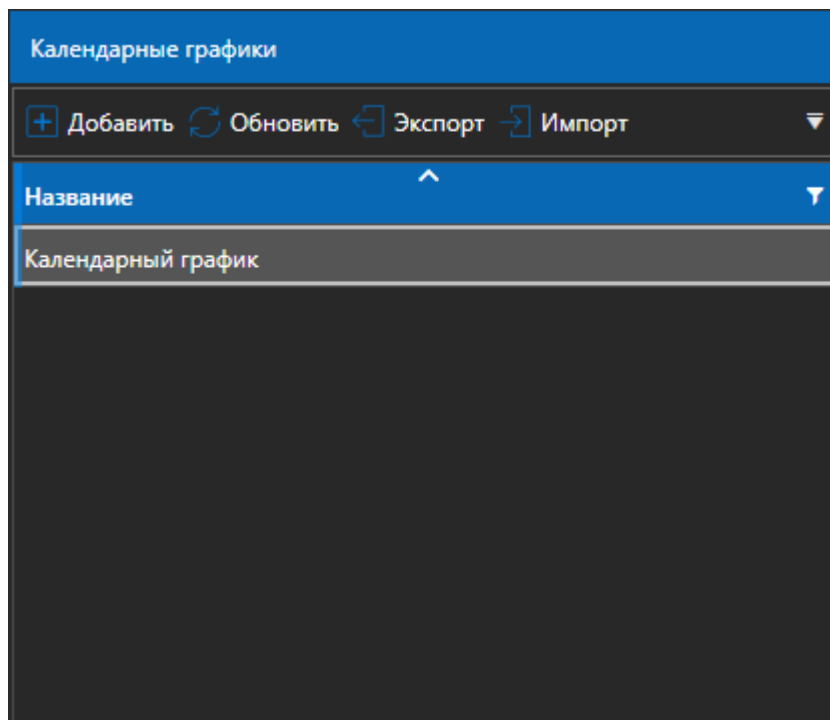 Календарные графики
Добавить Обновить Экспорт Импорт
Название
Календарный график